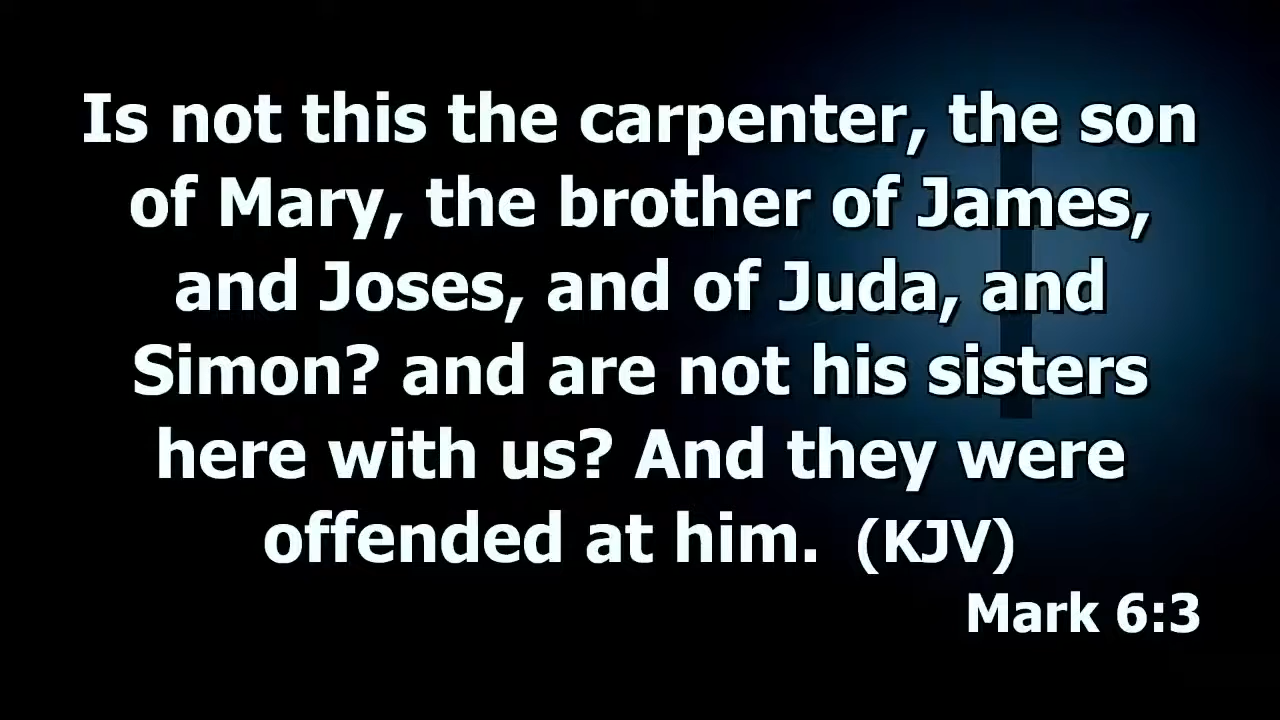 Is not this the carpenter, the son
of Mary, the brother of James,
and Joses, and of Juda, and
Simon? and are not his sisters
here with us? And they were
offended at him. (KJV)
Mark 6:3